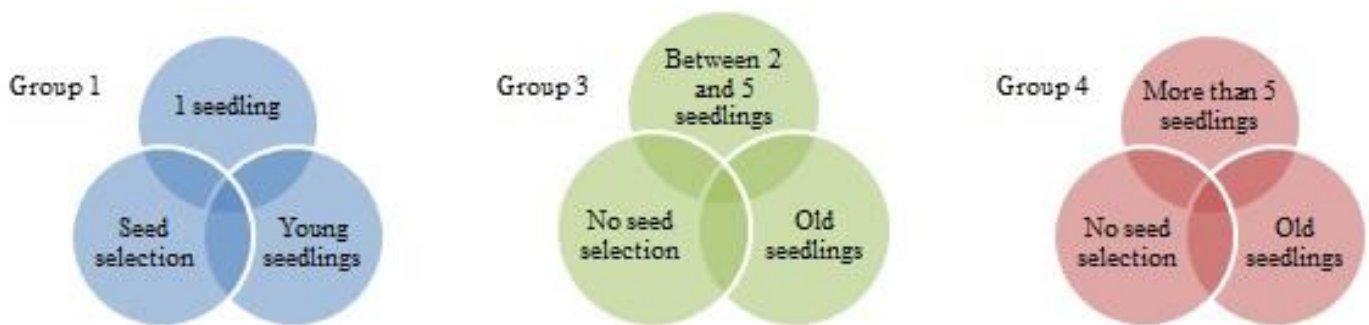 Group 1
1 seedling
Seed
selection
Young
seedlings
Group 3
Between 2
and 5
seedlings
No seed
selection
Old
seedlings
Group 4
More than 5
seedlings
No seed
selection
Old
seedlings